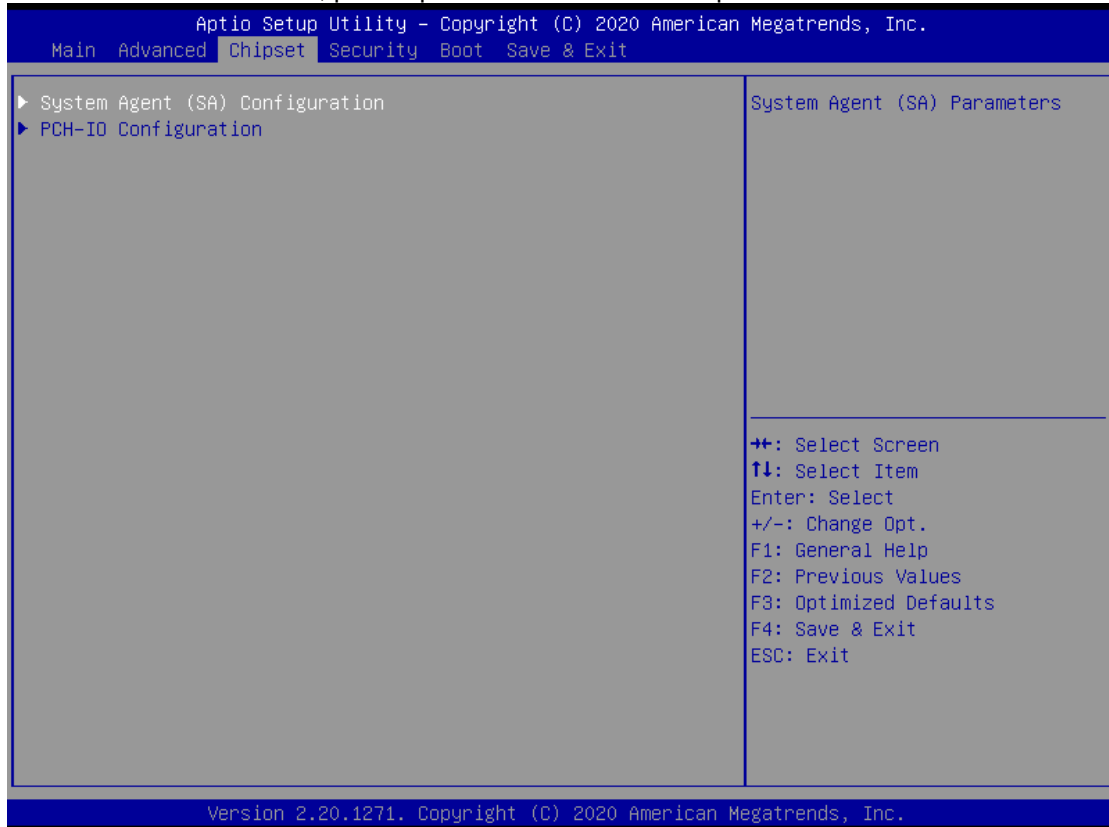 Aptio Setup Utility – Copyright (C) 2020 American Megatrends, Inc.
Main Advanced Chipset Security Boot Save & Exit
▶ System Agent (SA) Configuration
▶ PCH-IO Configuration
System Agent (SA) Parameters
→←: Select Screen
↑↓: Select Item
Enter: Select
+/-: Change Opt.
F1: General Help
F2: Previous Values
F3: Optimized Defaults
F4: Save & Exit
ESC: Exit
Version 2.20.1271. Copyright (C) 2020 American Megatrends, Inc.